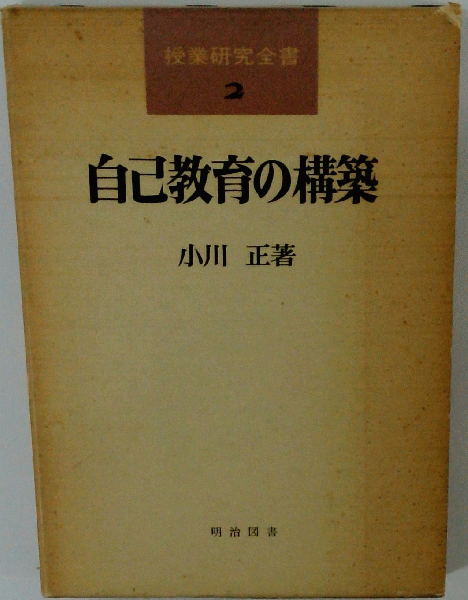 授業研究全書
2
自己教育の構築
小川 正著
明治図書